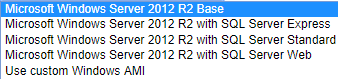 Microsoft Windows Server 2012 R2 Base
Microsoft Windows Server 2012 R2 with SQL Server Express
Microsoft Windows Server 2012 R2 with SQL Server Standard
Microsoft Windows Server 2012 R2 with SQL Server Web
Use custom Windows AMI